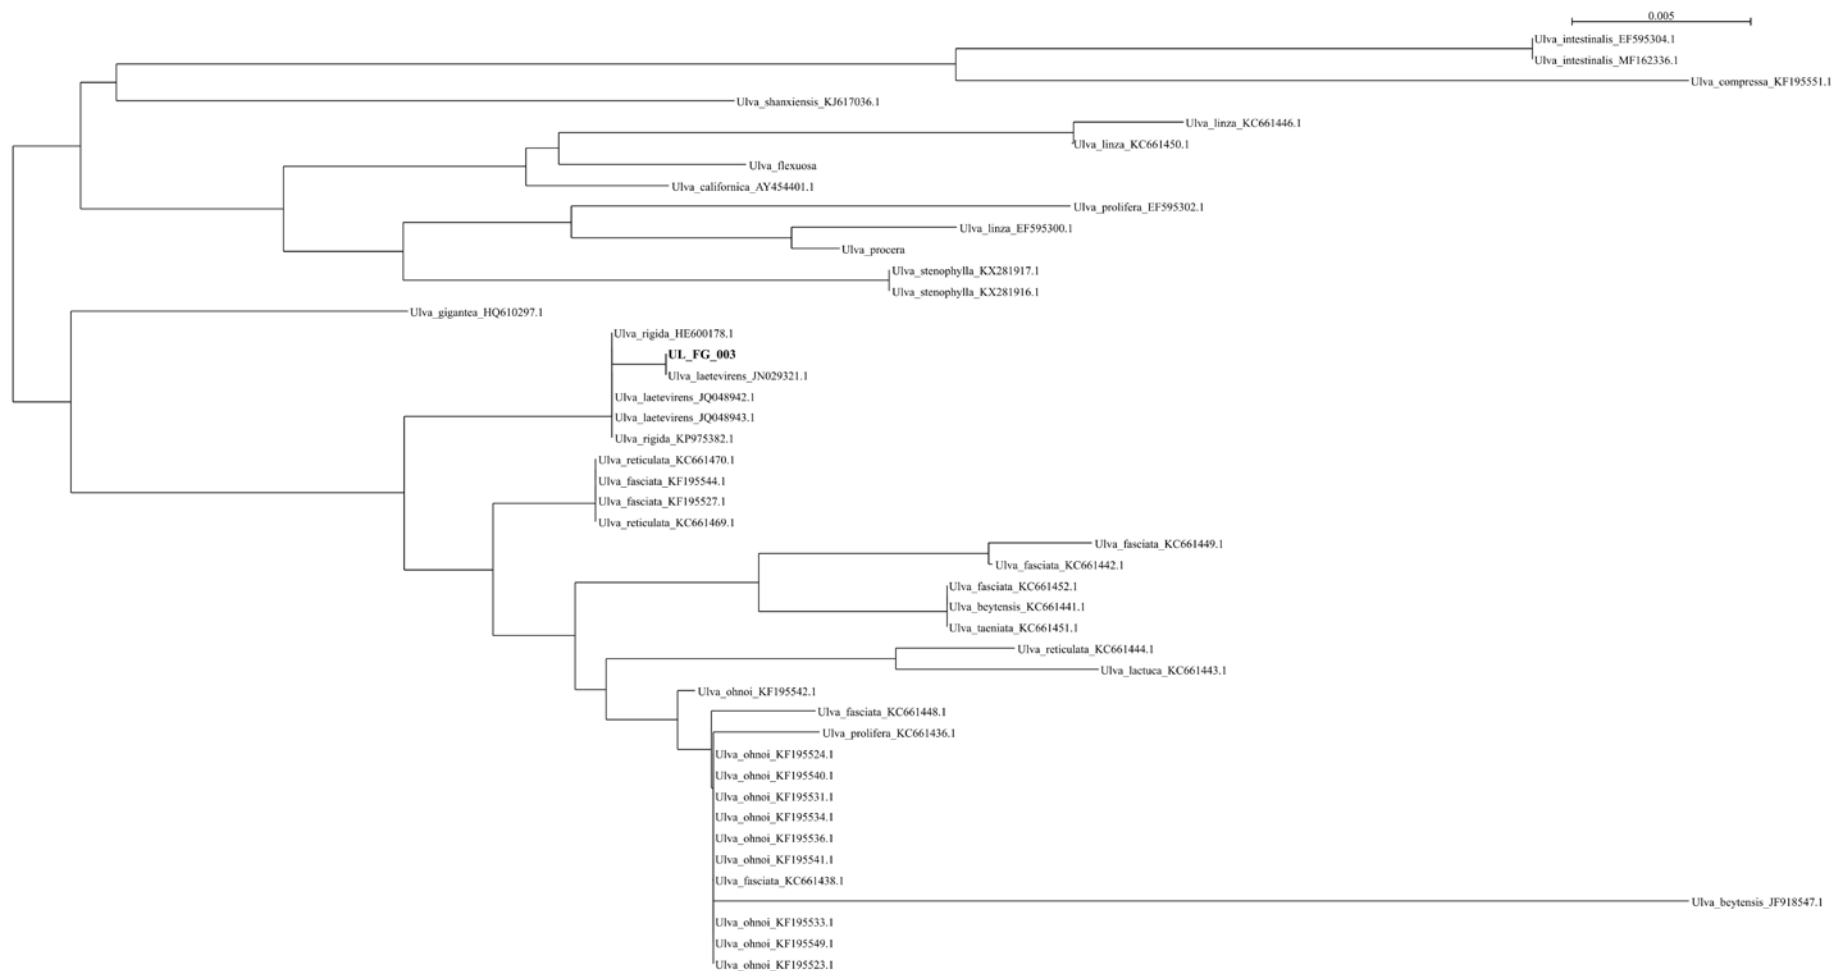 0.005
Ulva_intestinalis_EF595304.1
Ulva_intestinalis_MF162336.1
Ulva_compressa_KF195551.1
Ulva_shanxiensis_KJ617036.1
Ulva_linza_KC661446.1
Ulva_linza_KC661450.1
Ulva_flexuosa
Ulva_californica_AY454401.1
Ulva_prolifera_EF595302.1
Ulva_linza_EF595300.1
Ulva_procera
Ulva_stenophylla_KX281917.1
Ulva_stenophylla_KX281916.1
Ulva_gigantea_HQ610297.1
Ulva_rigida_HE600178.1
UL_FG_003
Ulva_laetevirens_JN029321.1
Ulva_laetevirens_JQ048942.1
Ulva_laetevirens_JQ048943.1
Ulva_rigida_KP975382.1
Ulva_reticulata_KC661470.1
Ulva_fasciata_KF195544.1
Ulva_fasciata_KF195527.1
Ulva_reticulata_KC661469.1
Ulva_fasciata_KC661449.1
Ulva_fasciata_KC661442.1
Ulva_fasciata_KC661452.1
Ulva_beytensis_KC661441.1
Ulva_taeniata_KC661451.1
Ulva_reticulata_KC661444.1
Ulva_lactuca_KC661443.1
Ulva_ohnoi_KF195542.1
Ulva_fasciata_KC661448.1
Ulva_prolifera_KC661436.1
Ulva_ohnoi_KF195524.1
Ulva_ohnoi_KF195540.1
Ulva_ohnoi_KF195531.1
Ulva_ohnoi_KF195534.1
Ulva_ohnoi_KF195536.1
Ulva_ohnoi_KF195541.1
Ulva_fasciata_KC661438.1
Ulva_beytensis_JF918547.1
Ulva_ohnoi_KF195533.1
Ulva_ohnoi_KF195549.1
Ulva_ohnoi_KF195523.1